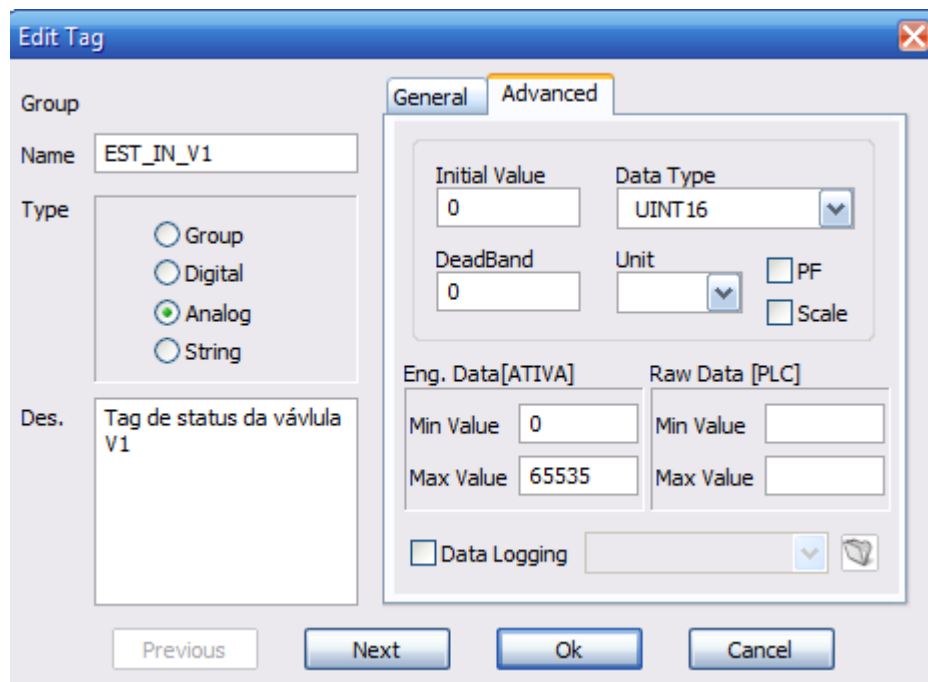 Edit Tag
Group
Name EST_IN_V1
Type
Group
Digital
Analog
String
Des. Tag de status da vávlula
V1
General Advanced
Initial Value Data Type
0 UINT16
DeadBand Unit
0
PF
Scale
Eng. Data[ATIVA] Raw Data [PLC]
Min Value 0 Min Value
Max Value 65535 Max Value
Data Logging
Previous Next Ok Cancel